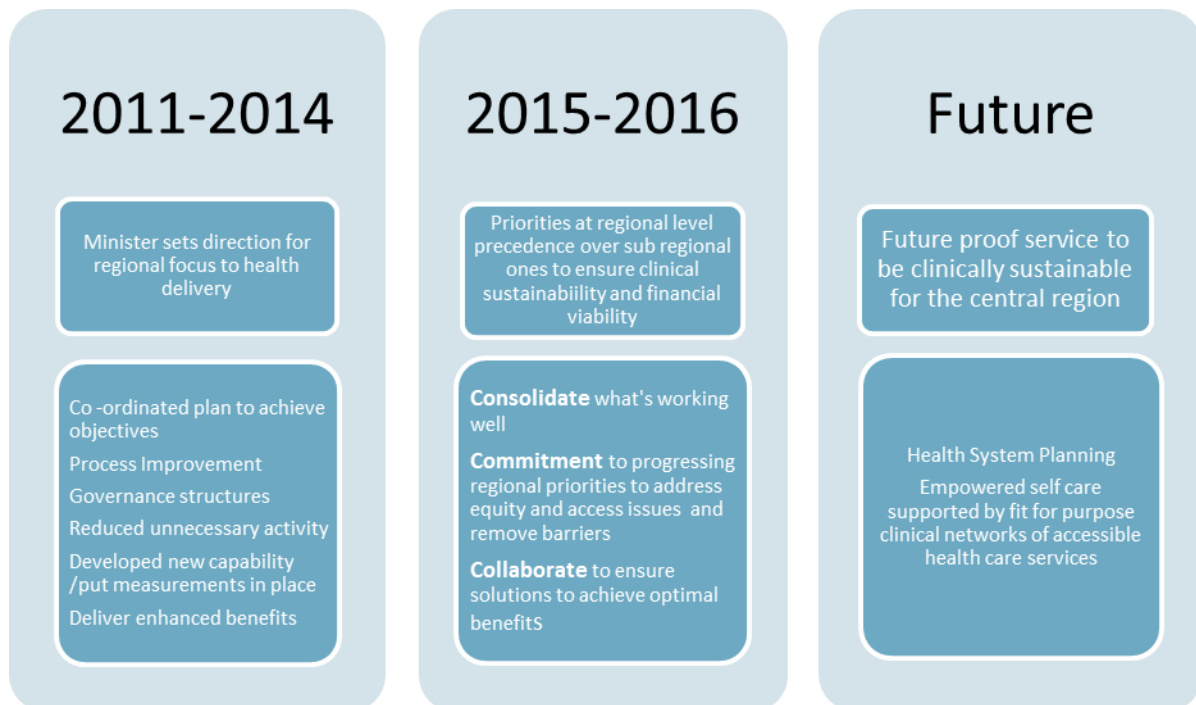 2011-2014
Minister sets direction for
regional focus to health
delivery
Co -ordinated plan to achieve
objectives
Process Improvement
Governance structures
Reduced unnecessary activity
Developed new capability
/put measurements in place
Deliver enhanced benefits
2015-2016
Priorities at regional level
precedence over sub regional
ones to ensure clinical
sustainabiility and financial
viability
Consolidate what's working
well
Commitment to progressing
regional priorities to address
equity and access issues and
remove barriers
Collaborate to ensure
solutions to achieve optimal
benefits
Future
Future proof service to
be clinically sustainable
for the central region
Health System Planning
Empowered self care
supported by fit for purpose
clinical networks of accessible
health care services